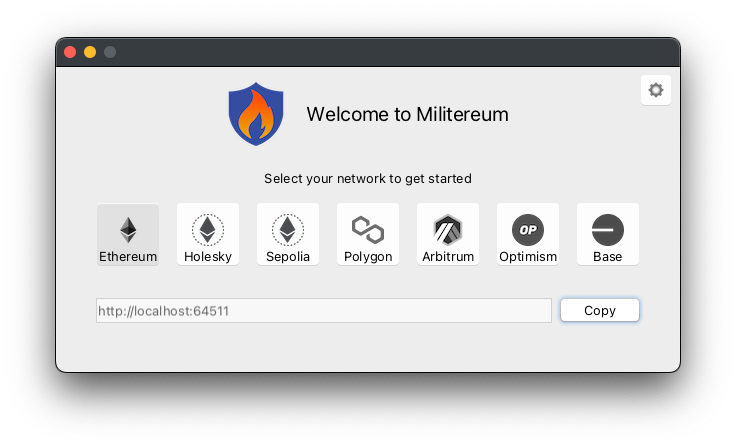 Welcome to Militereum
Select your network to get started
Ethereum Holesky Sepolia Polygon Arbitrum Optimism Base
OP
http://localhost:64511 Copy